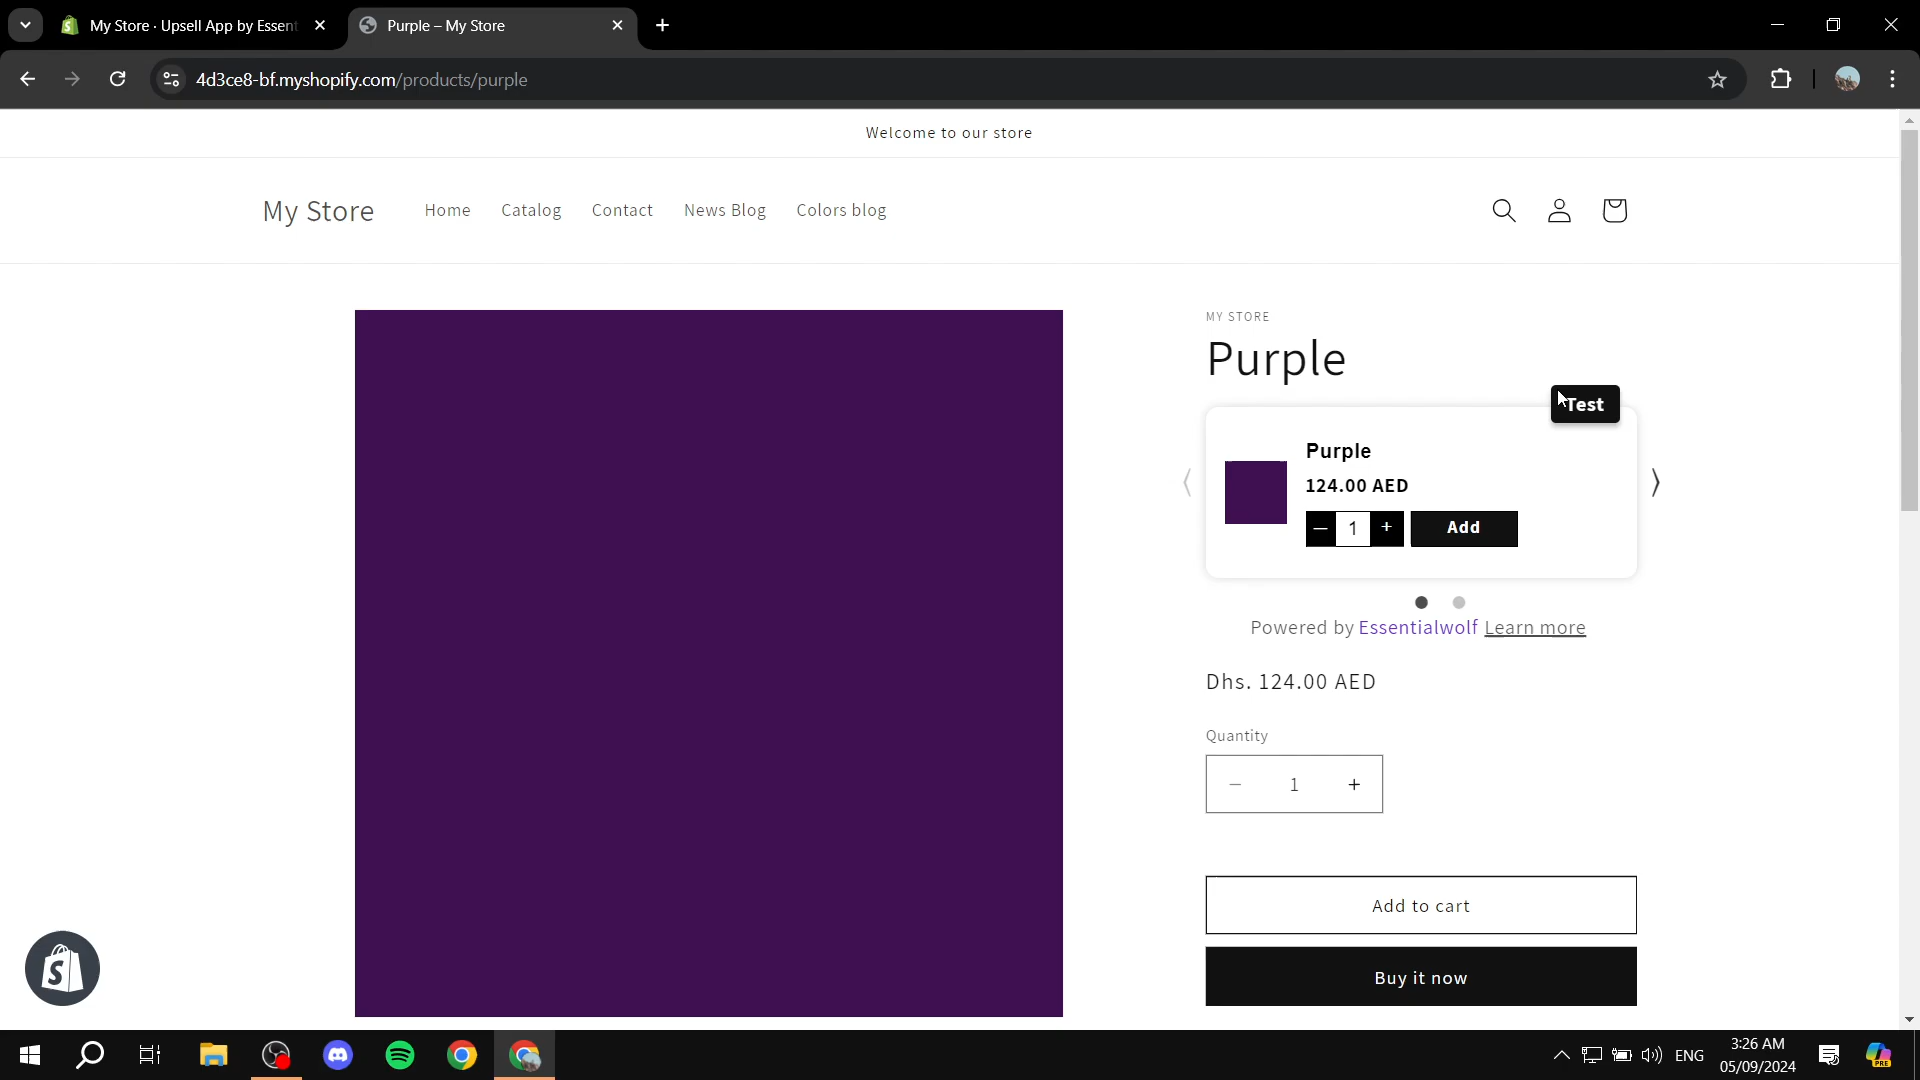 My Store · Upsell App by Essent
Purple – My Store
4d3ce8-bf.myshopify.com/products/purple
Welcome to our store
My Store
Home
Catalog
Contact
News Blog
Colors blog
MY STORE
Purple
Test
Purple
124.00 AED
1
Add
Powered by Essentialwolf Learn more
Dhs. 124.00 AED
Quantity
1
Add to cart
Buy it now
ENG
3:26 AM
05/09/2024
PRE